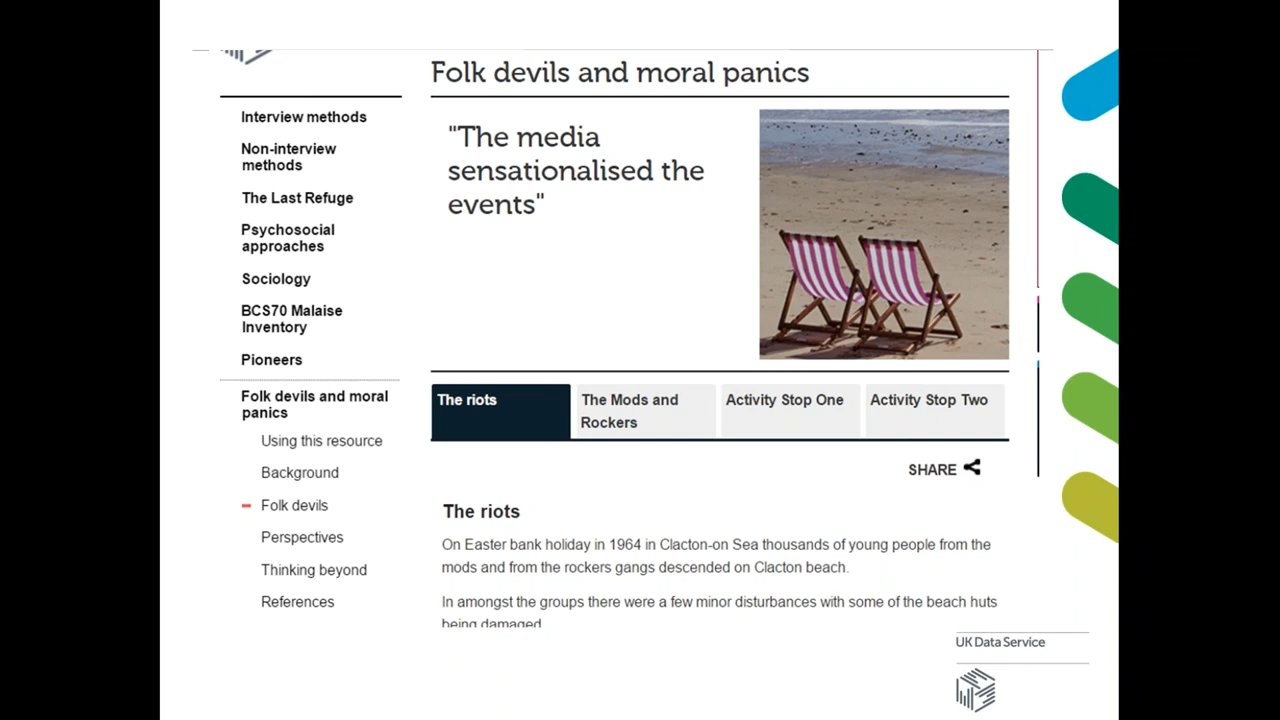 Folk devils and moral panics
Interview methods
Non-interview
methods
The Last Refuge
Psychosocial
approaches
Sociology
BCS70 Malaise
Inventory
Pioneers
Folk devils and moral
panics
Using this resource
Background
Folk devils
Perspectives
Thinking beyond
References
"The media
sensationalised the
events"
The riots
The Mods and
Rockers
Activity Stop One
Activity Stop Two
SHARE
The riots
On Easter bank holiday in 1964 in Clacton-on Sea thousands of young people from the
mods and from the rockers gangs descended on Clacton beach.
In amongst the groups there were a few minor disturbances with some of the beach huts
being damaged
UK Data Service